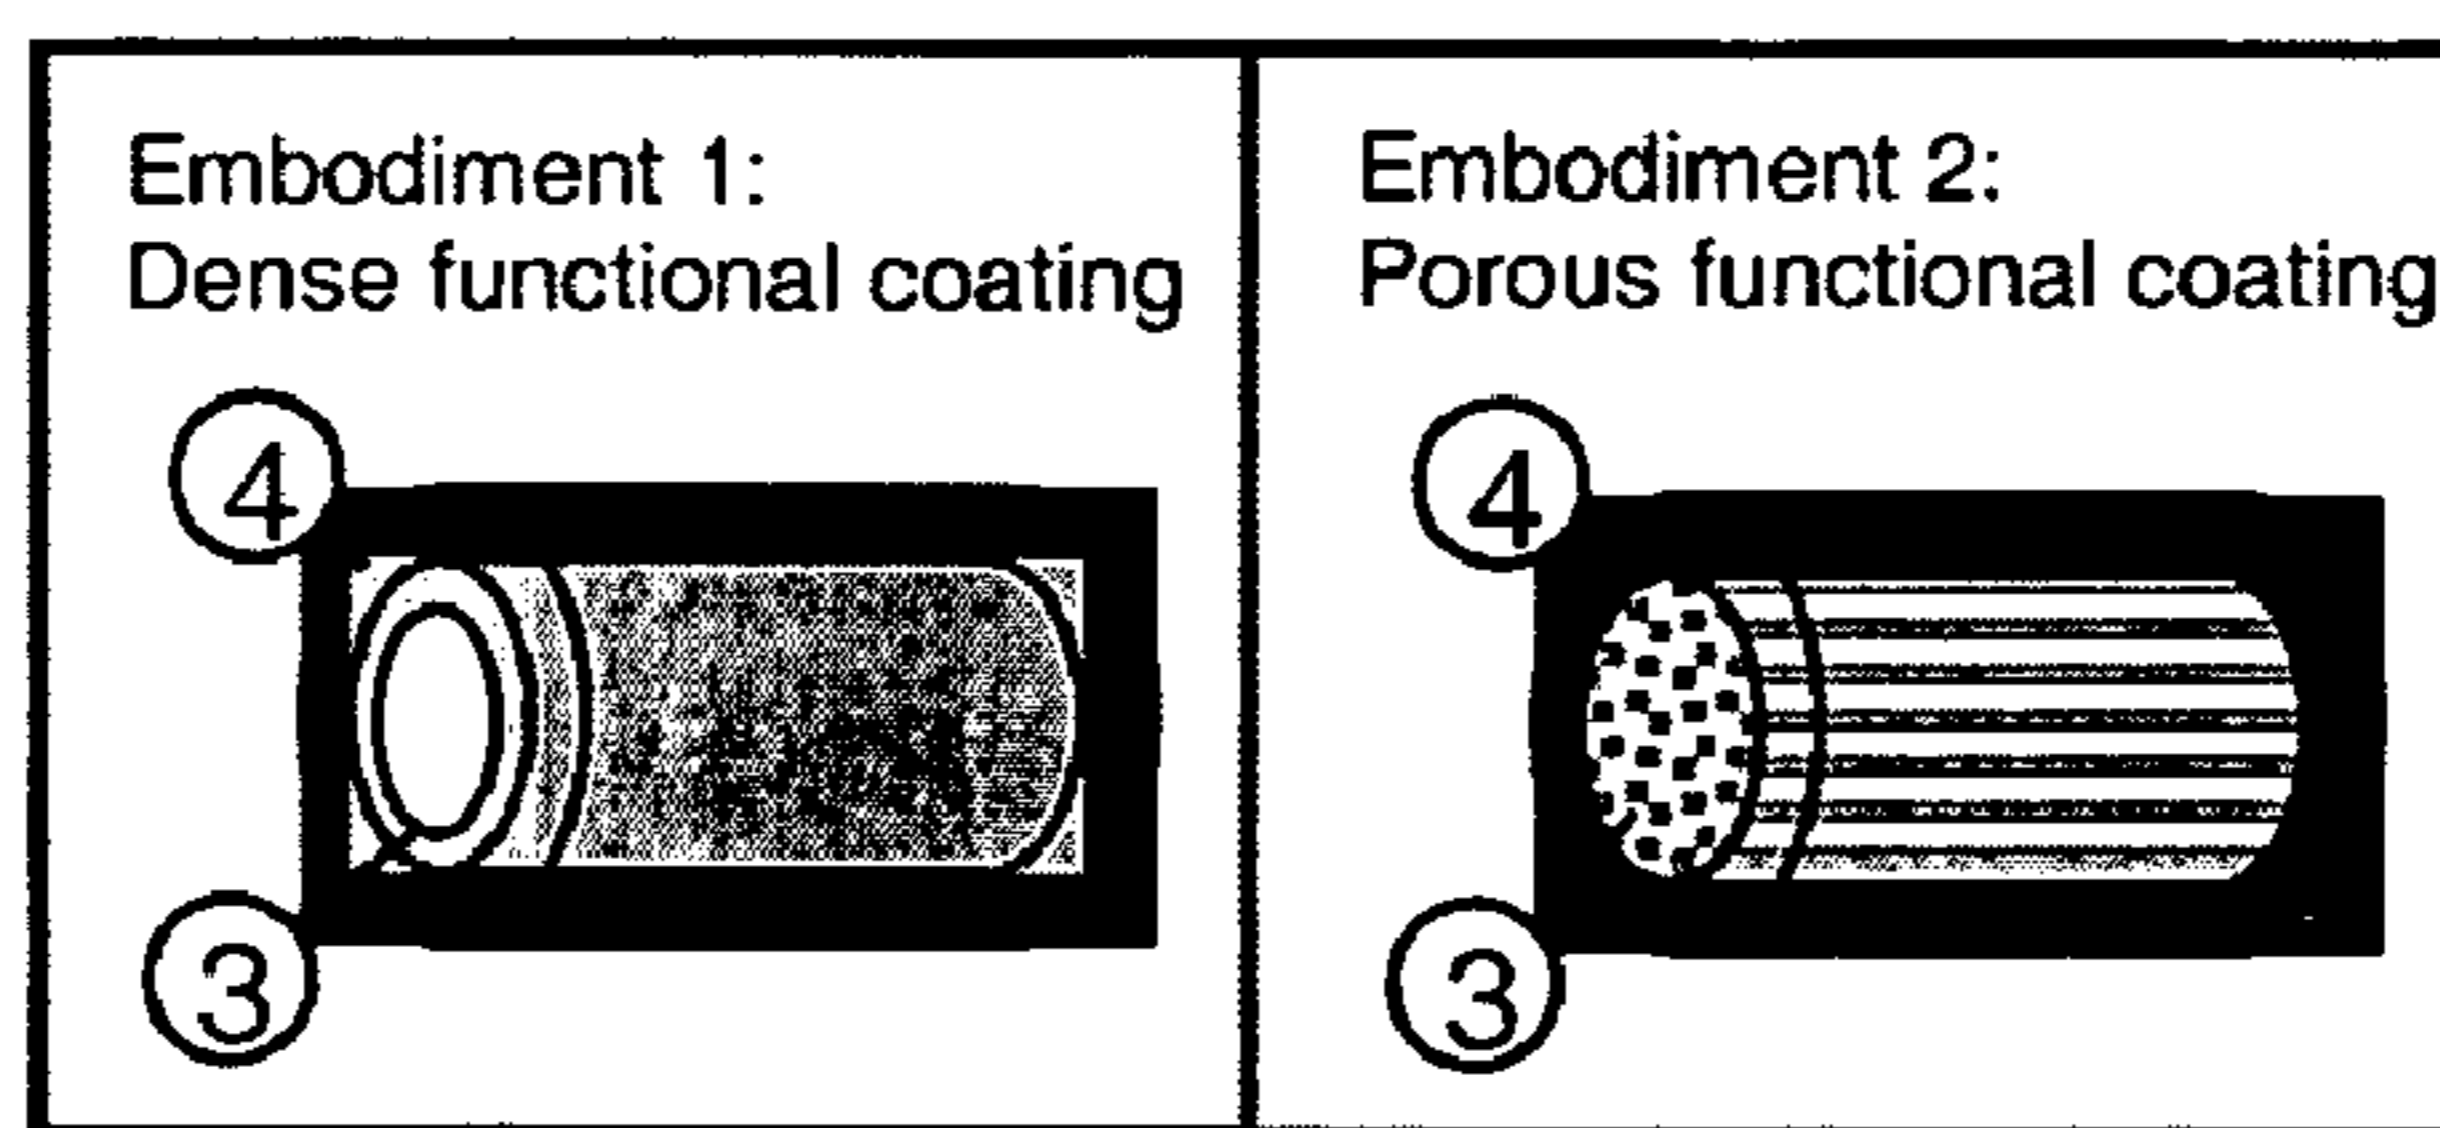 Embodiment 1:
Dense functional coating
4
3
Embodiment 2:
Porous functional coating
4
3